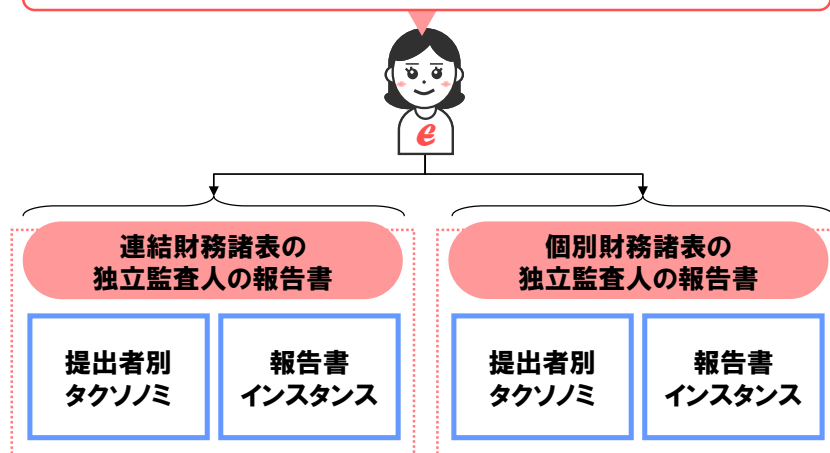 e
連結財務諸表の
独立監査人の報告書
個別財務諸表の
独立監査人の報告書
提出者別
タクソノミ
報告書
インスタンス
提出者別
タクソノミ
報告書
インスタンス